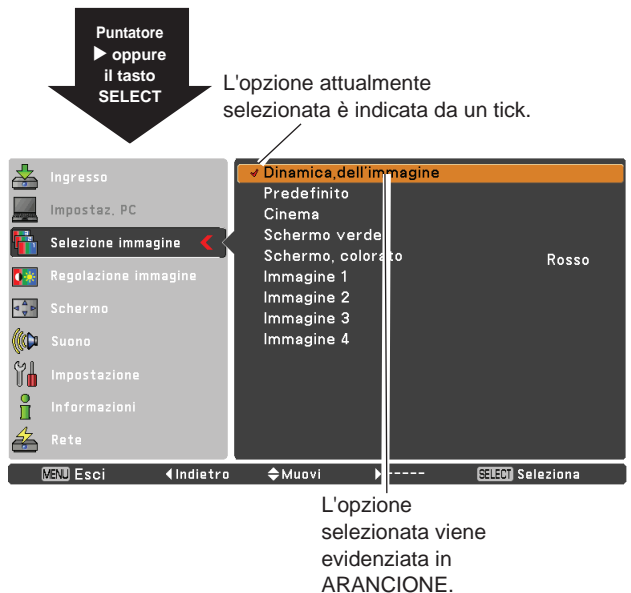 Puntatore
▶ oppure
il tasto
SELECT
L'opzione attualmente
selezionata è indicata da un tick.
Ingresso
Impostaz. PC
Selezione immagine
Regolazione immagine
Schermo
Suono
Impostazione
Informazioni
Rete
✓ Dinamica,dell'immagine
Predefinito
Cinema
Schermo verde
Schermo, colorato Rosso
Immagine 1
Immagine 2
Immagine 3
Immagine 4
MENU Esci ◀Indietro ◆Muovi ▶----- SELECT Seleziona
L'opzione
selezionata viene
evidenziata in
ARANCIONE.